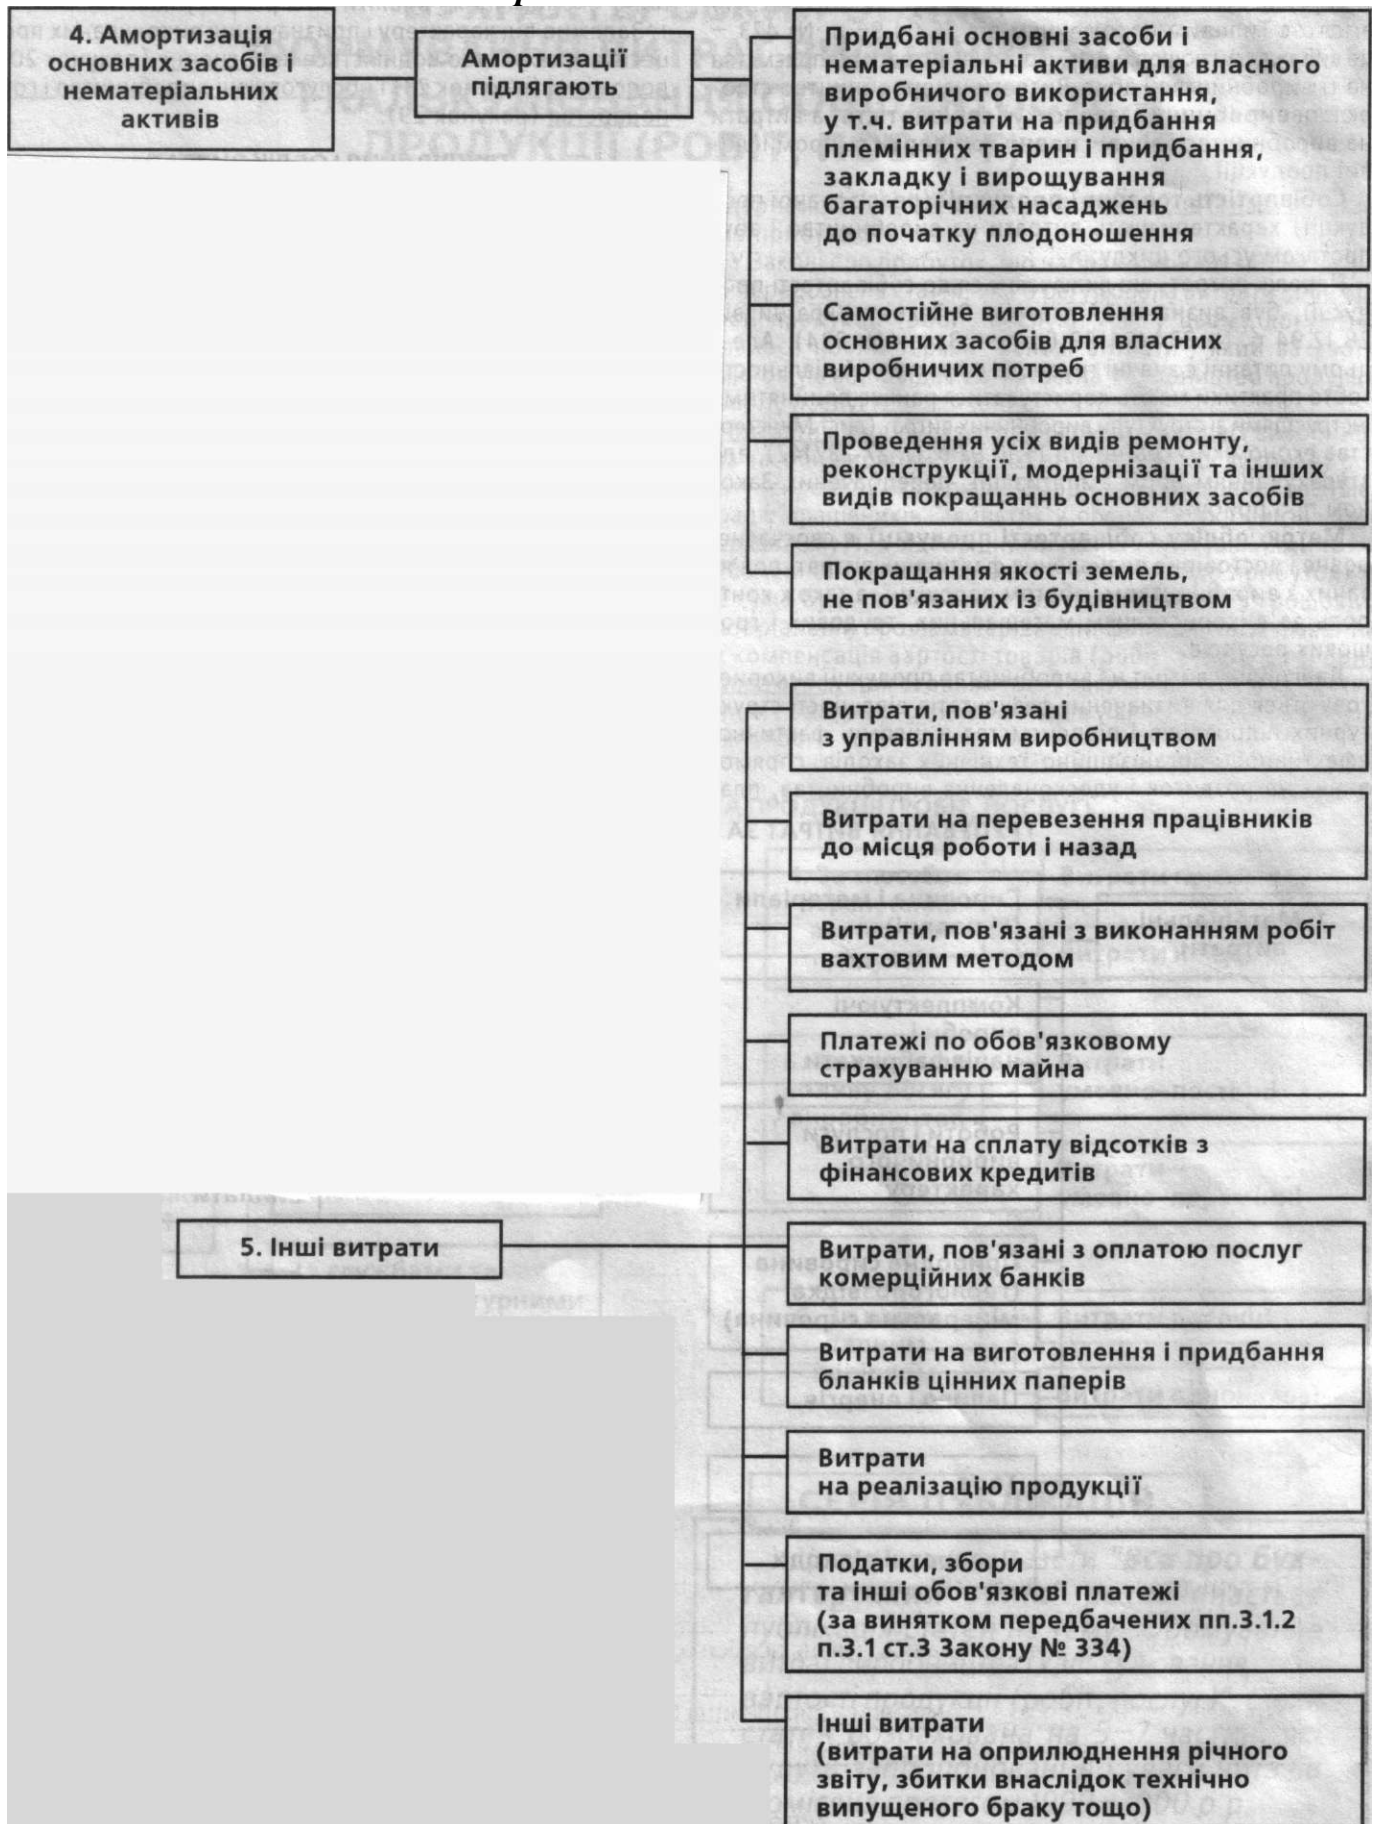 4. Амортизація
основних засобів і
нематеріальних
активів
Амортизації
підлягають
Придбані основні засоби і
нематеріальні активи для власного
виробничого використання,
у т.ч. витрати на придбання
племінних тварин і придбання,
закладку і вирощування
багаторічних насаджень
до початку плодоношення
Самостійне виготовлення
основних засобів для власних
виробничих потреб
Проведення усіх видів ремонту,
реконструкції, модернізації та інших
видів покращаннь основних засобів
Покращання якості земель,
не пов'язаних із будівництвом
5. Інші витрати
Витрати, пов'язані
з управлінням виробництвом
Витрати на перевезення працівників
до місця роботи і назад
Витрати, пов'язані з виконанням робіт
вахтовим методом
Платежі по обов'язковому
страхуванню майна
Витрати на сплату відсотків з
фінансових кредитів
Витрати, пов'язані з оплатою послуг
комерційних банків
Витрати на виготовлення і придбання
бланків цінних паперів
Витрати
на реалізацію продукції
Податки, збори
та інші обов'язкові платежі
(за винятком передбачених пп.3.1.2
п.3.1 ст.3 Закону № 334)
Інші витрати
(витрати на оприлюднення річного
звіту, збитки внаслідок технічно
випущеного браку тощо)